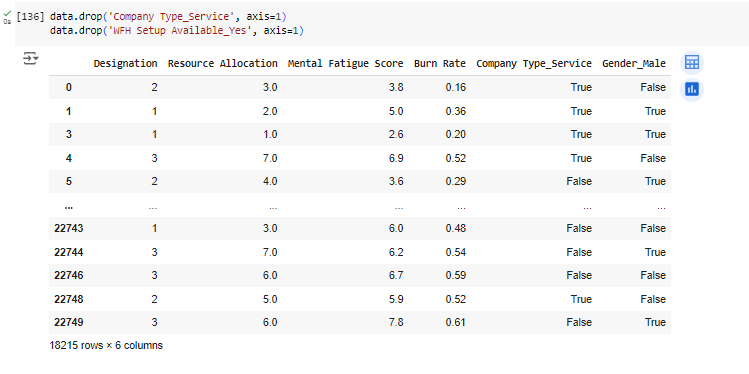 [136] data.drop('Company Type_Service', axis=1)
0s data.drop('WFH Setup Available_Yes', axis=1)
Designation Resource Allocation Mental Fatigue Score Burn Rate Company Type_Service Gender_Male
0 2 3.0 3.8 0.16 True False
1 1 2.0 5.0 0.36 True True
3 1 1.0 2.6 0.20 True True
4 3 7.0 6.9 0.52 True False
5 2 4.0 3.6 0.29 False True
... ... ... ... ... ... ...
22743 1 3.0 6.0 0.48 False False
22744 3 7.0 6.2 0.54 False True
22746 3 6.0 6.7 0.59 False False
22748 2 5.0 5.9 0.52 True False
22749 3 6.0 7.8 0.61 False True
18215 rows × 6 columns